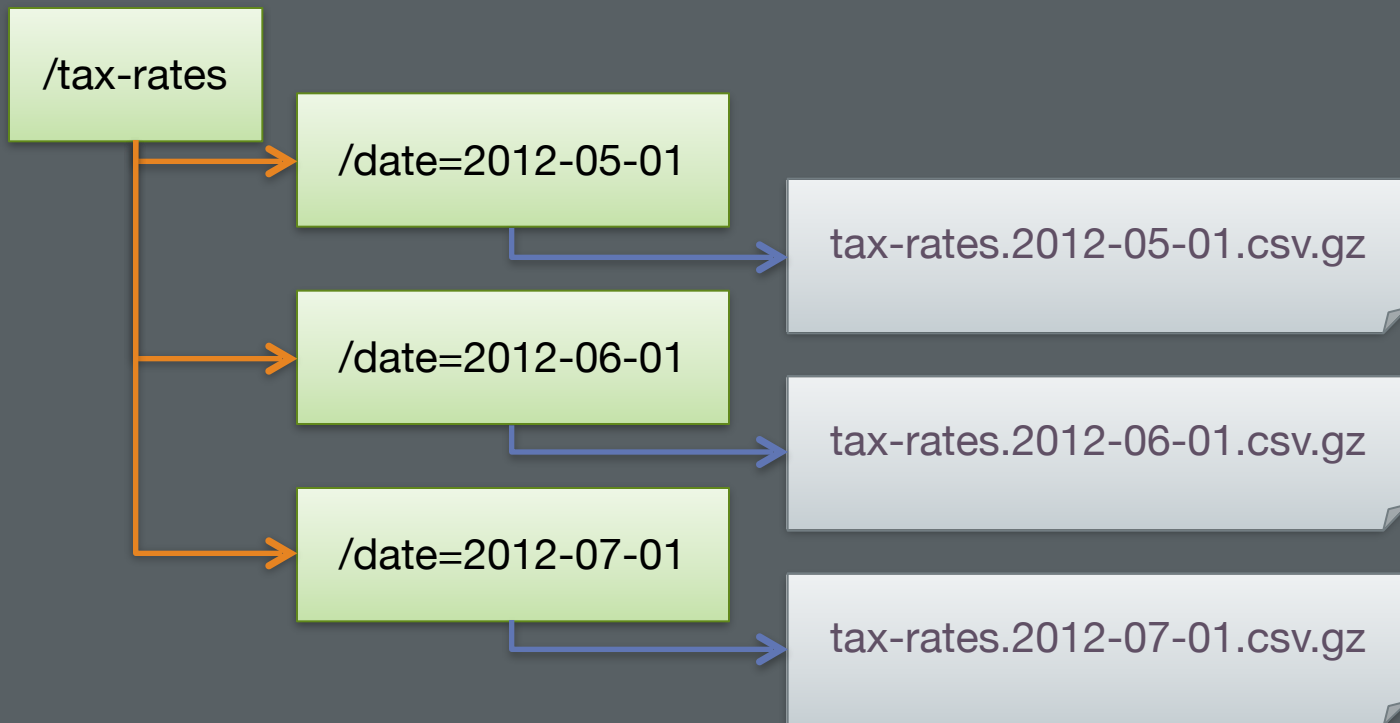 /tax-rates
/date=2012-05-01
tax-rates.2012-05-01.csv.gz
/date=2012-06-01
tax-rates.2012-06-01.csv.gz
/date=2012-07-01
tax-rates.2012-07-01.csv.gz